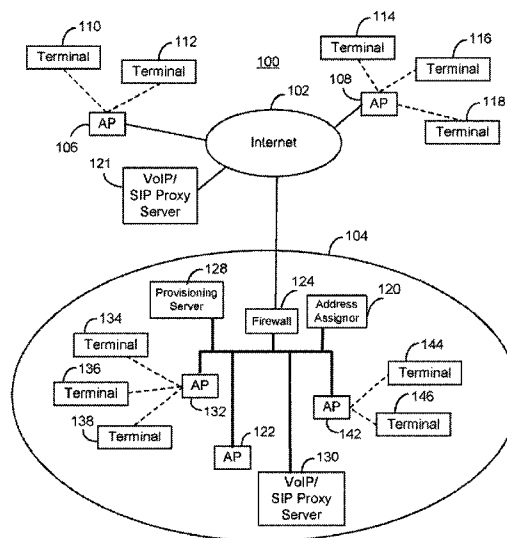 110
112
Terminal
Terminal
100
114
116
Terminal
Terminal
102
108
AP
118
Terminal
AP
106
Internet
121
VoIP/
SIP Proxy
Server
104
128
Provisioning
Server
124
Firewall
120
Address
Assignor
134
Terminal
136
Terminal
138
Terminal
AP
132
122
AP
130
VoIP/
SIP Proxy
Server
AP
142
144
Terminal
146
Terminal